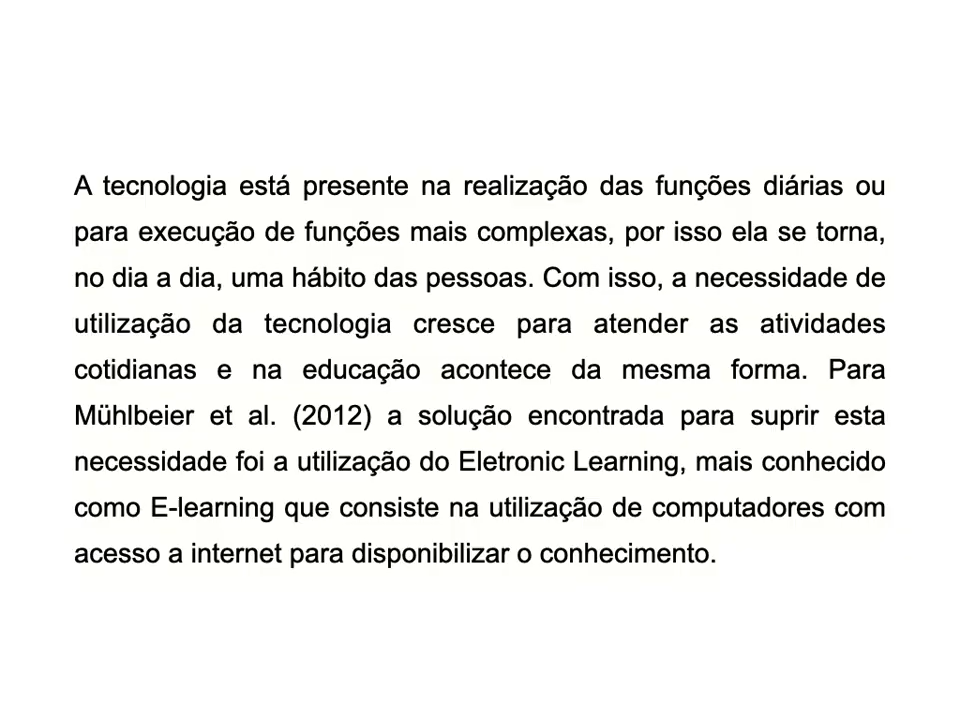 A tecnologia está presente na realização das funções diárias ou
para execução de funções mais complexas, por isso ela se torna,
no dia a dia, uma hábito das pessoas. Com isso, a necessidade de
utilização da tecnologia cresce para atender as atividades
cotidianas e na educação acontece da mesma forma. Para
Mühlbeier et al. (2012) a solução encontrada para suprir esta
necessidade foi a utilização do Eletronic Learning, mais conhecido
como E-learning que consiste na utilização de computadores com
acesso a internet para disponibilizar o conhecimento.